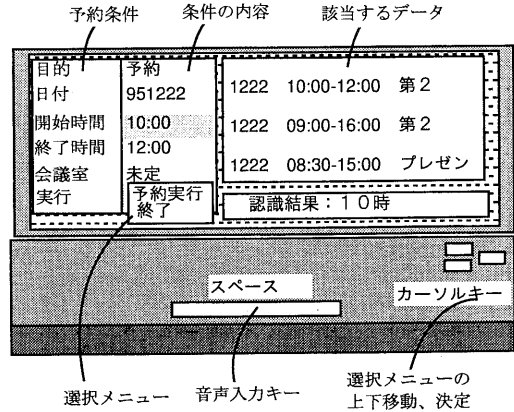 予約条件
条件の内容
該当するデータ
目的 予約
日付 951222
開始時間 10:00
終了時間 12:00
会議室 未定
実行
予約実行
終了
1222 10:00-12:00 第2
1222 09:00-16:00 第2
1222 08:30-15:00 プレゼン
認識結果：10時
スペース
カーソルキー
選択メニュー
音声入力キー
選択メニューの
上下移動、決定